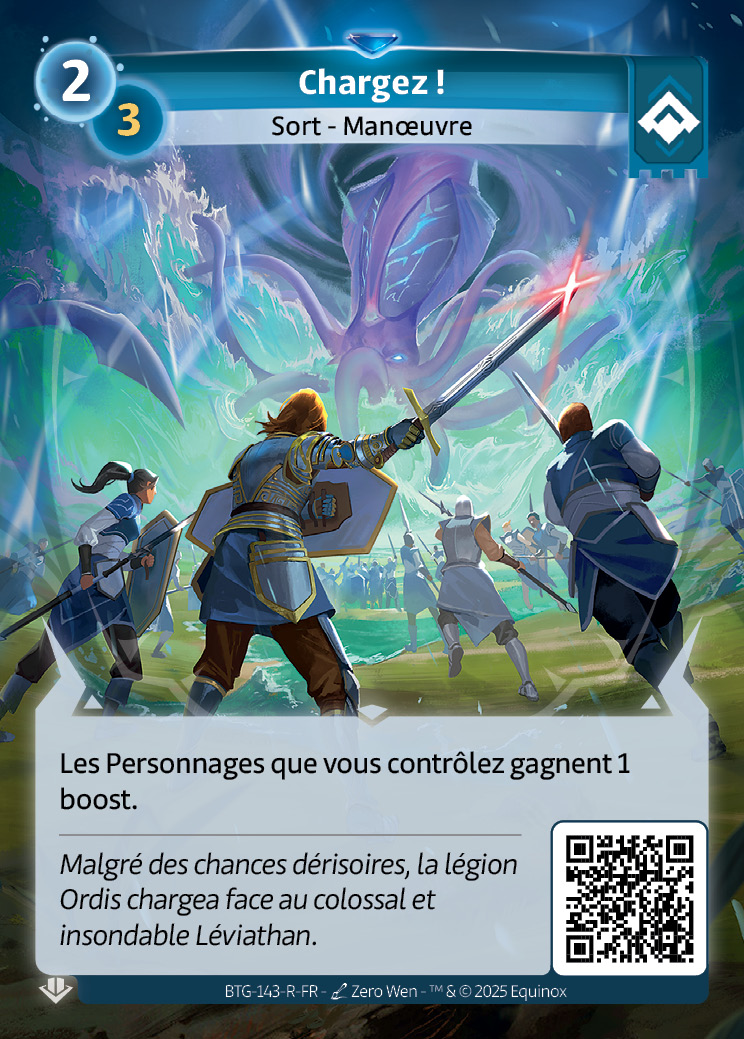 2
Chargez !
3
Sort - Manœuvre
Les Personnages que vous contrôlez gagnent 1
boost.
Malgré des chances dérisoires, la légion
Ordis chargea face au colossal et
insondable Léviathan.
BTG-143-R-FR - Zero Wen - ™ & © 2025 Equinox